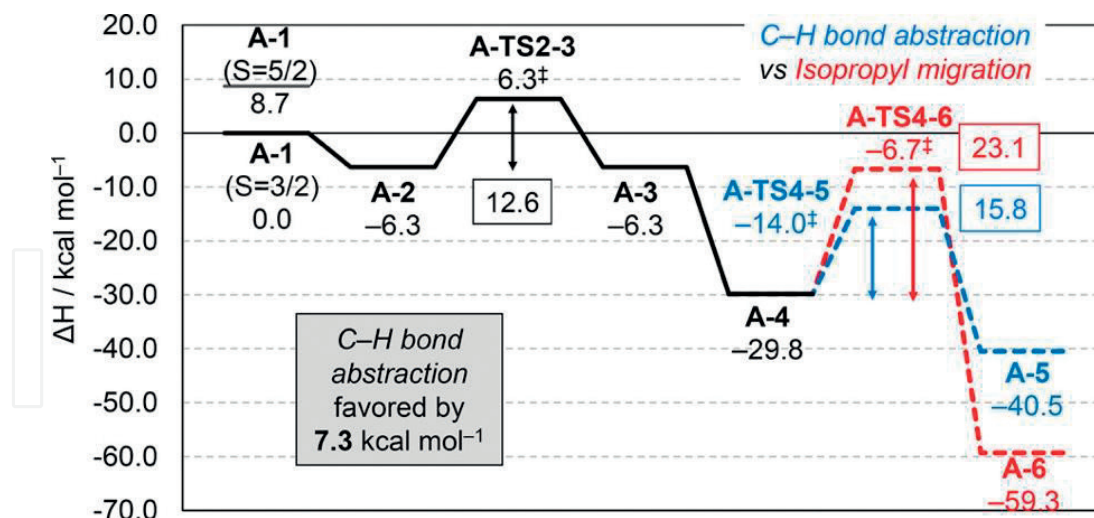 20.0
10.0
0.0
-10.0
-20.0
-30.0
-40.0
-50.0
-60.0
-70.0
ΔH / kcal mol⁻¹
A-1
(S=5/2)
8.7
A-1
(S=3/2)
0.0
A-2
−6.3
A-TS2-3
6.3‡
12.6
A-3
−6.3
A-4
−29.8
C–H bond abstraction
vs Isopropyl migration
A-TS4-6
−6.7‡
23.1
A-TS4-5
−14.0‡
15.8
A-5
−40.5
A-6
−59.3
C–H bond
abstraction
favored by
7.3 kcal mol⁻¹